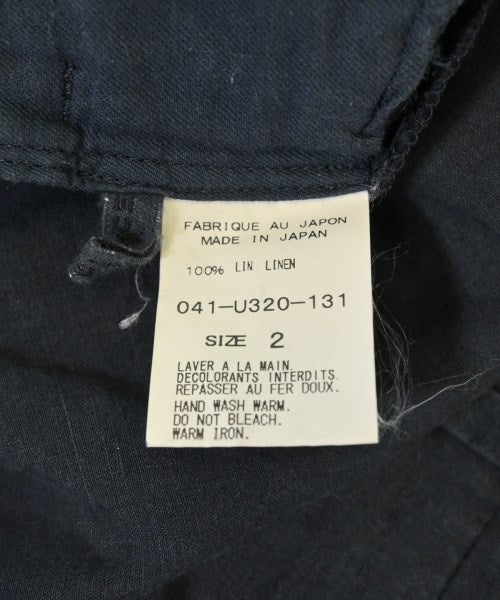 FABRIQUE AU JAPON
MADE IN JAPAN
100% LIN LINEN
041-U320-131
SIZE 2
LAVER A LA MAIN.
DECOLORANTS INTERDITS.
REPASSER AU FER DOUX.
HAND WASH WARM.
DO NOT BLEACH.
WARM IRON.